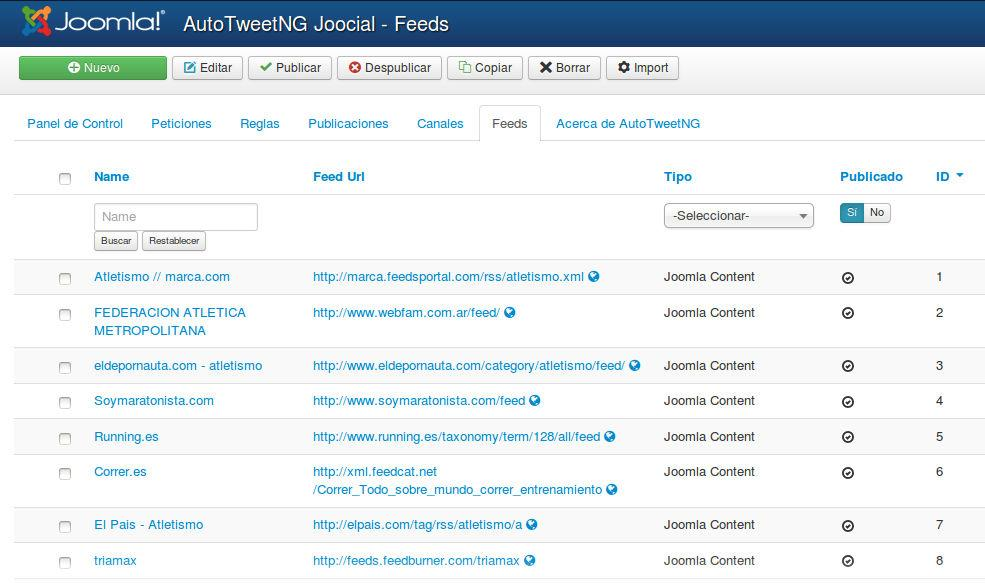 Joomla!® AutoTweetNG Joocial - Feeds
Nuevo Editar Publicar Despublicar Copiar Borrar Import
Panel de Control Peticiones Reglas Publicaciones Canales Feeds Acerca de AutoTweetNG
Name Feed Url Tipo Publicado ID
Name -Seleccionar- Sí No
Buscar Restablecer
Atletismo // marca.com http://marca.feedsportal.com/rss/atletismo.xml Joomla Content 1
FEDERACION ATLETICA http://www.webfam.com.ar/feed/ Joomla Content 2
METROPOLITANA
eldepornauta.com - atletismo http://www.eldepornauta.com/category/atletismo/feed/ Joomla Content 3
Soymaratonista.com http://www.soymaratonista.com/feed Joomla Content 4
Running.es http://www.running.es/taxonomy/term/128/all/feed Joomla Content 5
Correr.es http://xml.feedcat.net Joomla Content 6
/Correr_Todo_sobre_mundo_correr_entrenamiento
El Pais - Atletismo http://elpais.com/tag/rss/atletismo/a Joomla Content 7
triamax http://feeds.feedburner.com/triamax Joomla Content 8